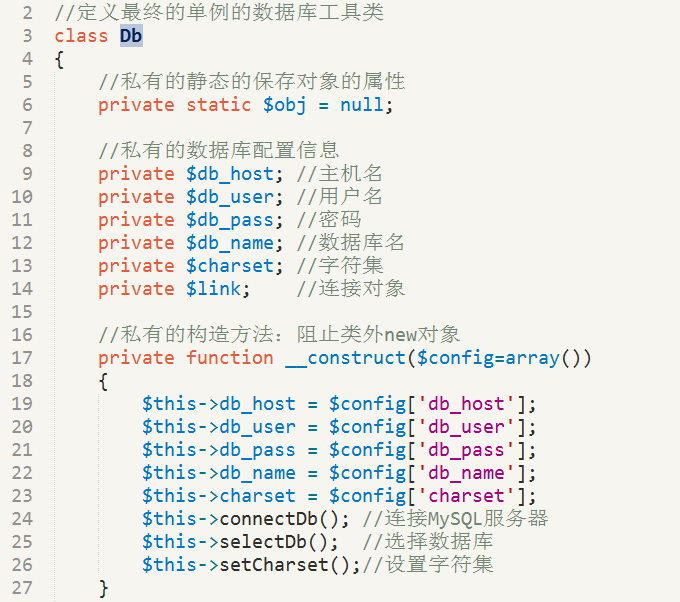 2 //定义最终的单例的数据库工具类
3 class Db
4 {
5     //私有的静态的保存对象的属性
6     private static $obj = null;
7
8     //私有的数据库配置信息
9     private $db_host; //主机名
10     private $db_user; //用户名
11     private $db_pass; //密码
12     private $db_name; //数据库名
13     private $charset; //字符集
14     private $link;    //连接对象
15
16     //私有的构造方法：阻止类外new对象
17     private function __construct($config=array())
18     {
19         $this->db_host = $config['db_host'];
20         $this->db_user = $config['db_user'];
21         $this->db_pass = $config['db_pass'];
22         $this->db_name = $config['db_name'];
23         $this->charset = $config['charset'];
24         $this->connectDb(); //连接MySQL服务器
25         $this->selectDb();  //选择数据库
26         $this->setCharset();//设置字符集
27     }